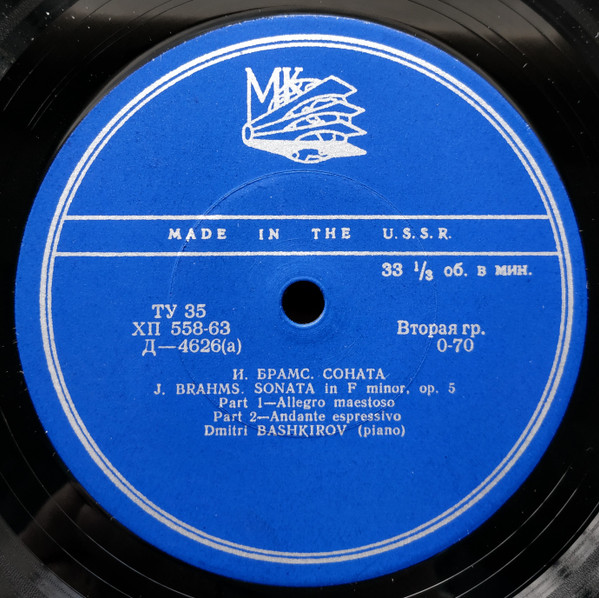 МК
MADE IN THE U.S.S.R.
33 1/3 об. в мин.
ТУ 35
ХП 558-63
Д—4626(а)
Вторая гр.
0-70
И. БРАМС. СОНАТА
J. BRAHMS. SONATA in F minor, op. 5
Part 1—Allegro maestoso
Part 2—Andante espressivo
Dmitri BASHKIROV (piano)